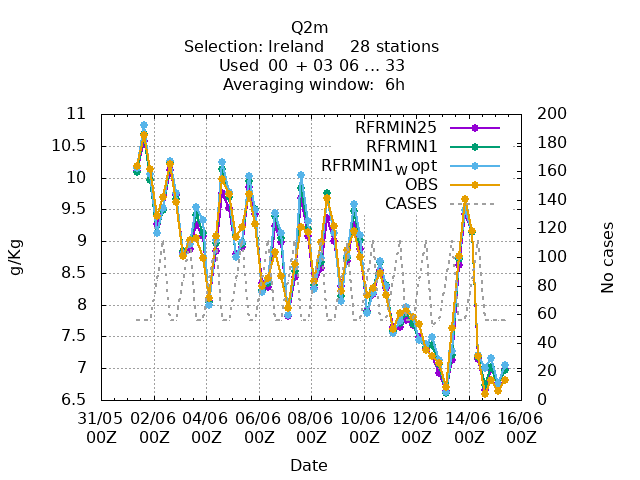 Q2m
Selection: Ireland     28 stations
Used  00  + 03 06 ... 33
Averaging window:  6h
11
10.5
10
9.5
9
8.5
8
7.5
7
6.5
g/Kg
200
180
160
140
120
100
80
60
40
20
0
No cases
RFRMIN25
RFRMIN1
RFRMIN1w opt
OBS
CASES
31/05 02/06 04/06 06/06 08/06 10/06 12/06 14/06 16/06
00Z 00Z 00Z 00Z 00Z 00Z 00Z 00Z 00Z
Date